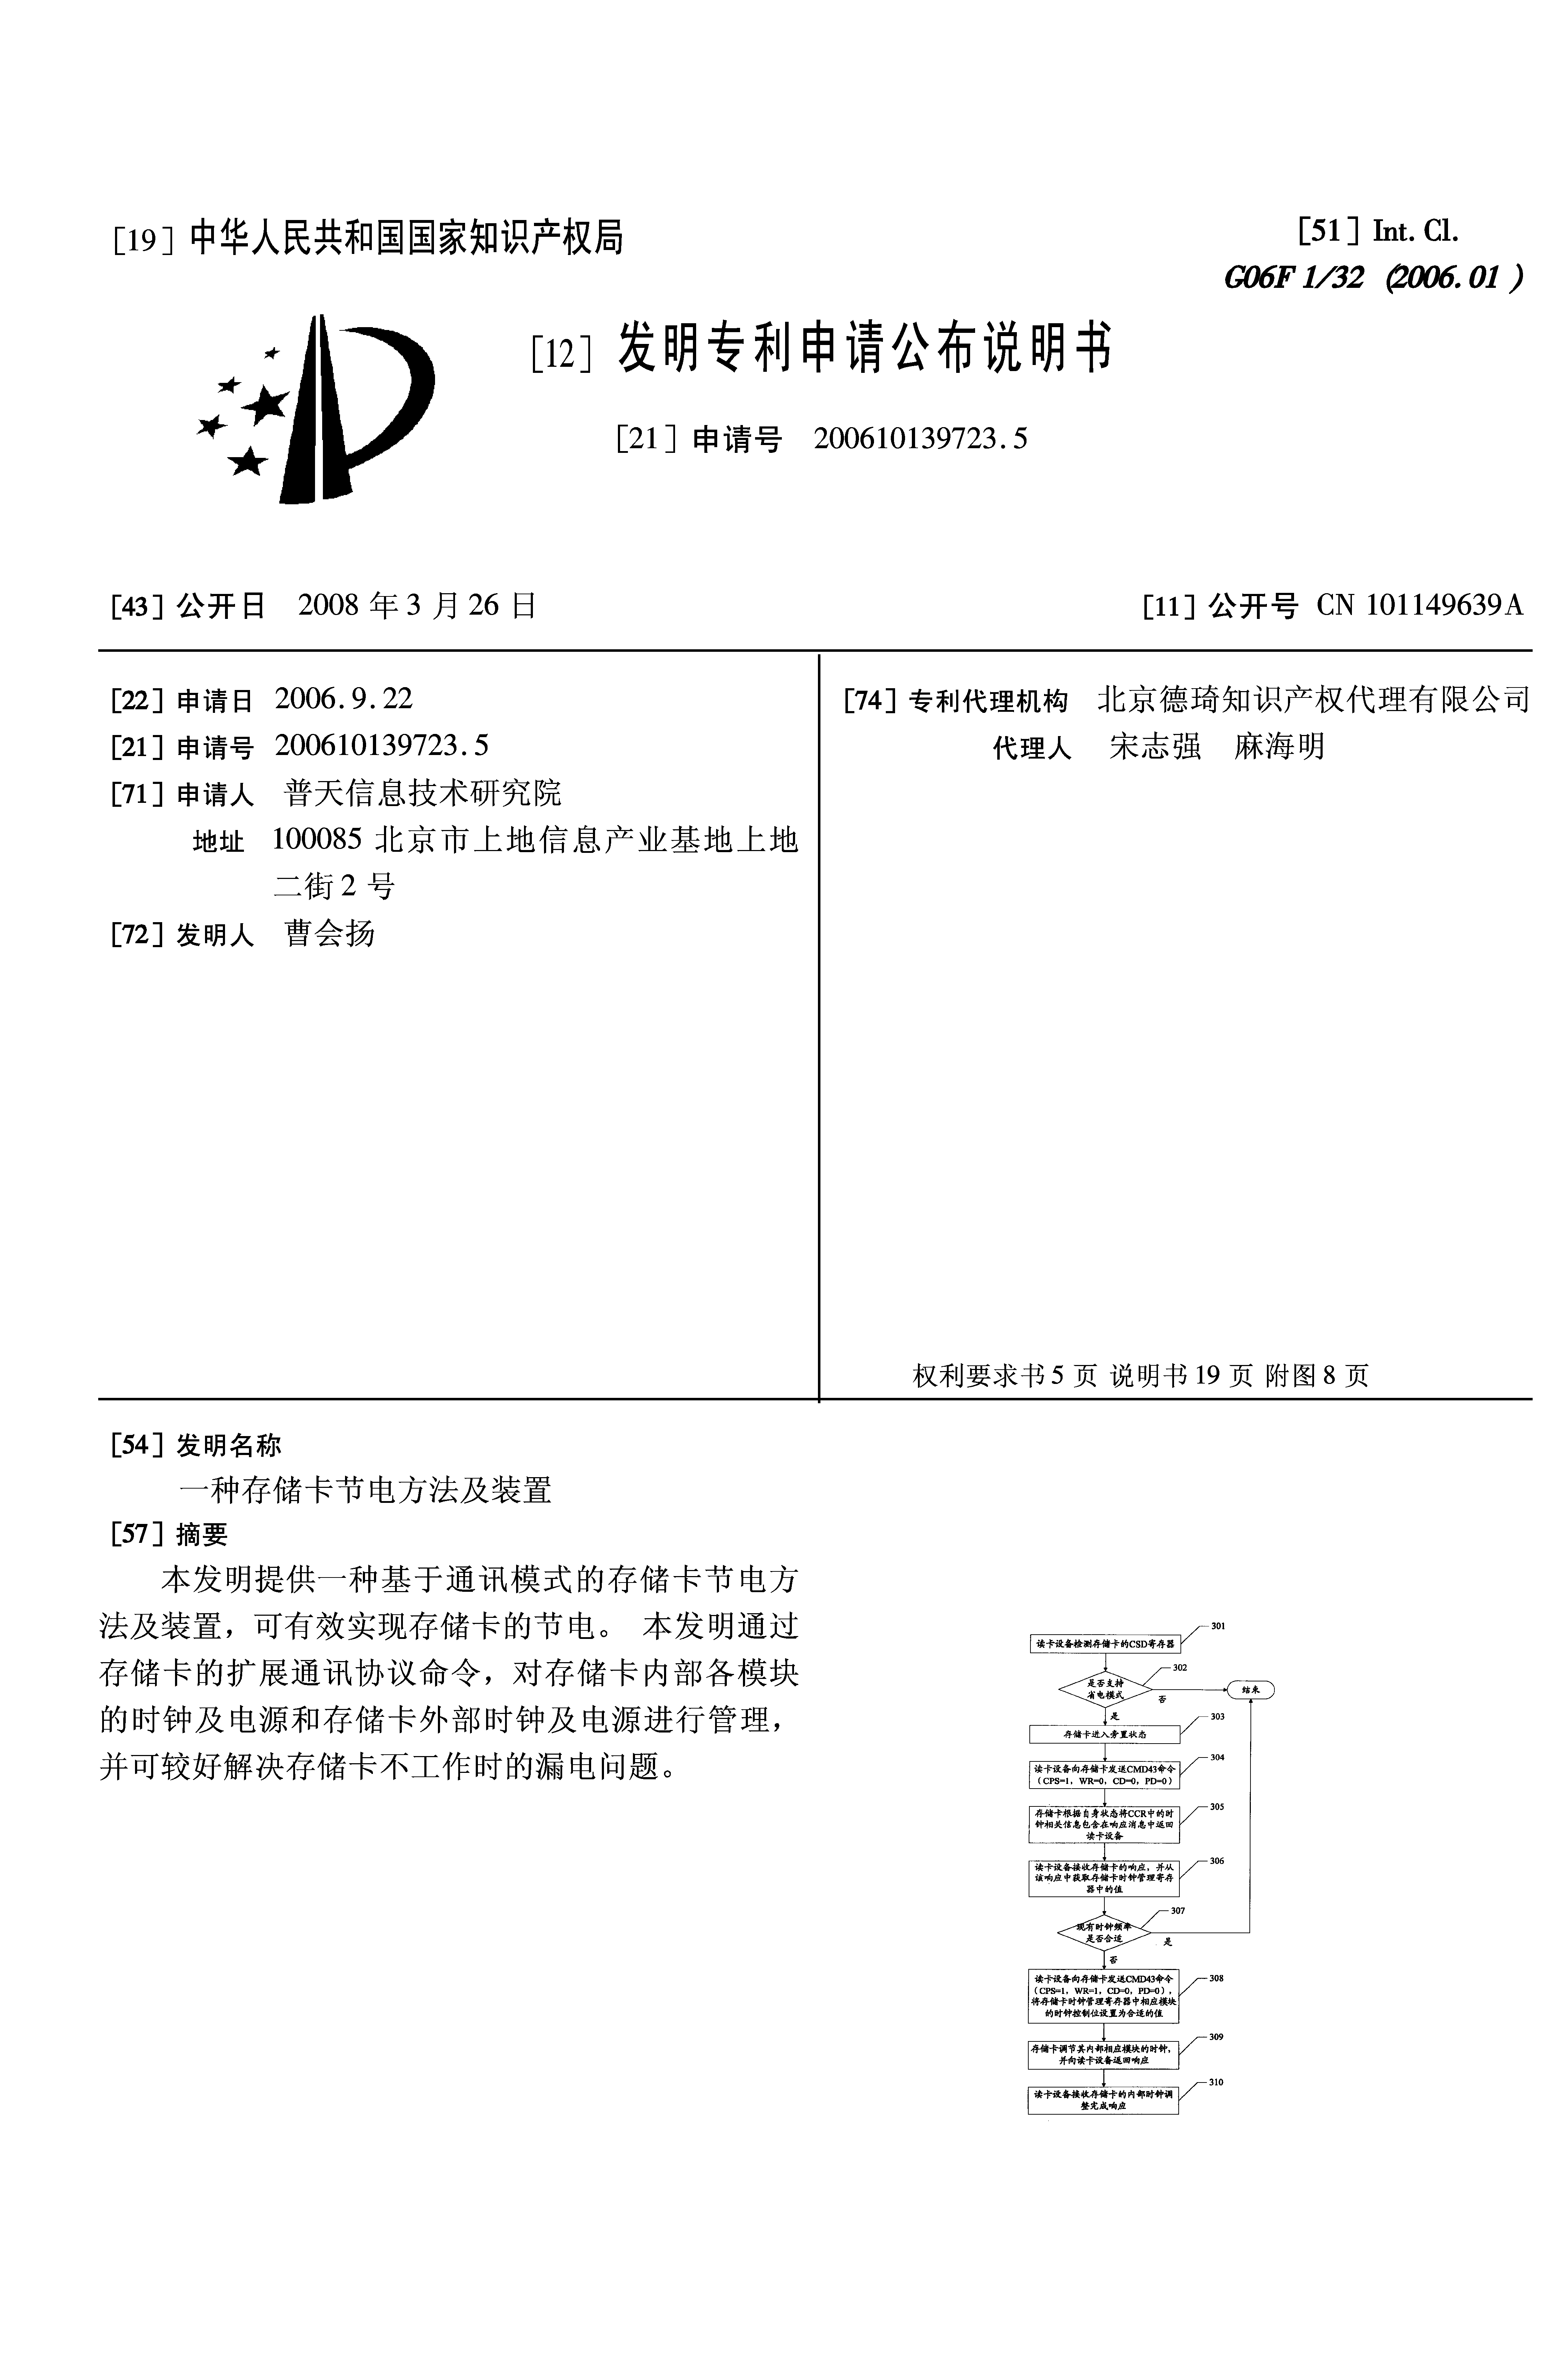 [19] 中华人民共和国国家知识产权局
[51] Int. Cl.
G06F 1/32 (2006.01)
[12] 发明专利申请公布说明书
[21] 申请号 200610139723.5
[43] 公开日 2008 年 3 月 26 日
[11] 公开号 CN 101149639A
[22] 申请日 2006.9.22
[21] 申请号 200610139723.5
[71] 申请人 普天信息技术研究院
地址 100085 北京市上地信息产业基地上地
二街 2 号
[72] 发明人 曹会扬
[74] 专利代理机构 北京德琦知识产权代理有限公司
代理人 宋志强 麻海明
权利要求书 5 页 说明书 19 页 附图 8 页
[54] 发明名称
一种存储卡节电方法及装置
[57] 摘要
本发明提供一种基于通讯模式的存储卡节电方
法及装置，可有效实现存储卡的节电。 本发明通过
存储卡的扩展通讯协议命令，对存储卡内部各模块
的时钟及电源和存储卡外部时钟及电源进行管理，
并可较好解决存储卡不工作时的漏电问题。
301
读卡设备检测存储卡的CSD寄存器
302
是否支持
省电模式
否
结束
是
303
存储卡进入旁置状态
304
读卡设备向存储卡发送CMD43命令
（CPS=1，WR=0，CD=0，PD=0）
305
存储卡根据自身状态将CCR中的时
钟相关信息包含在响应消息中返回
读卡设备
306
读卡设备接收存储卡的响应，并从
该响应中获取存储卡时钟管理寄存
器中的值
307
现有时钟频率
是否合适
是
否
308
读卡设备向存储卡发送CMD43命令
（CPS=1，WR=1，CD=0，PD=0），
将存储卡时钟管理寄存器中相应模块
的时钟控制位设置为合适的值
309
存储卡调节其内部相应模块的时钟，
并向读卡设备返回响应
310
读卡设备接收存储卡的内部时钟调
整完成响应